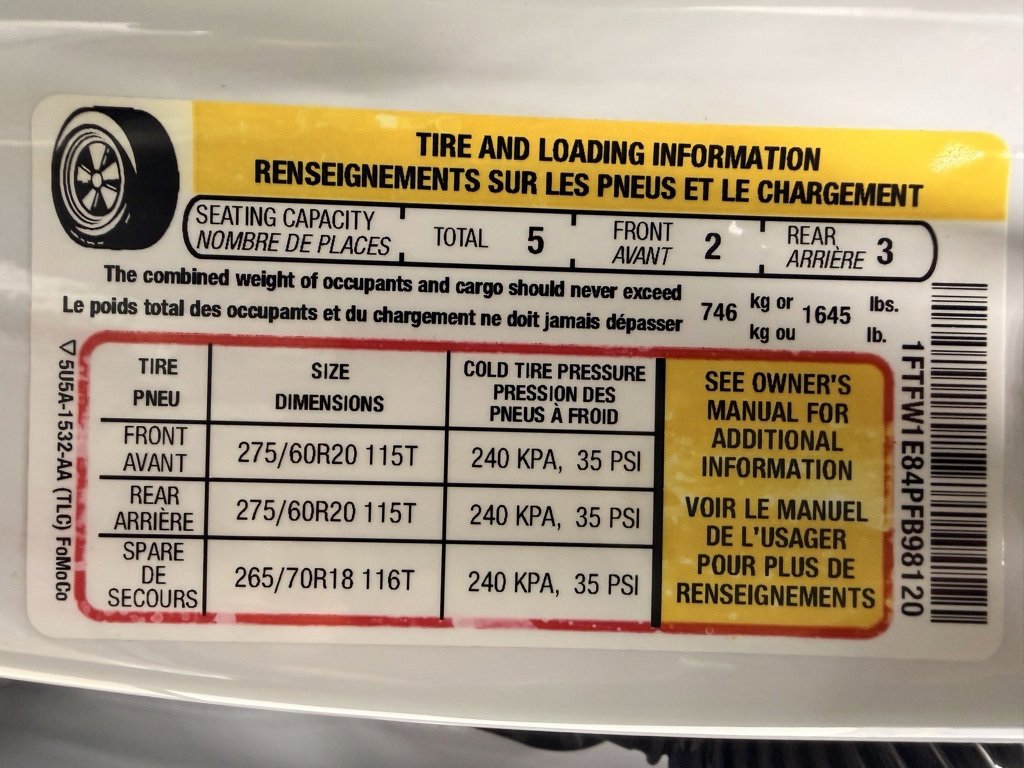 TIRE AND LOADING INFORMATION
RENSEIGNEMENTS SUR LES PNEUS ET LE CHARGEMENT
SEATING CAPACITY
NOMBRE DE PLACES
TOTAL 5
FRONT
AVANT
2
REAR
ARRIÈRE
3
The combined weight of occupants and cargo should never exceed
Le poids total des occupants et du chargement ne doit jamais dépasser
746
kg or
kg ou
1645
lbs.
lb.
TIRE
PNEU
SIZE
DIMENSIONS
COLD TIRE PRESSURE
PRESSION DES
PNEUS À FROID
FRONT
AVANT
275/60R20 115T
240 KPA, 35 PSI
REAR
ARRIÈRE
275/60R20 115T
240 KPA, 35 PSI
SPARE
DE
SECOURS
265/70R18 116T
240 KPA, 35 PSI
SEE OWNER'S
MANUAL FOR
ADDITIONAL
INFORMATION
VOIR LE MANUEL
DE L'USAGER
POUR PLUS DE
RENSEIGNEMENTS
5U5A-1532-AA (TLC) FoMoCo
1FTFW1E84PFB98120